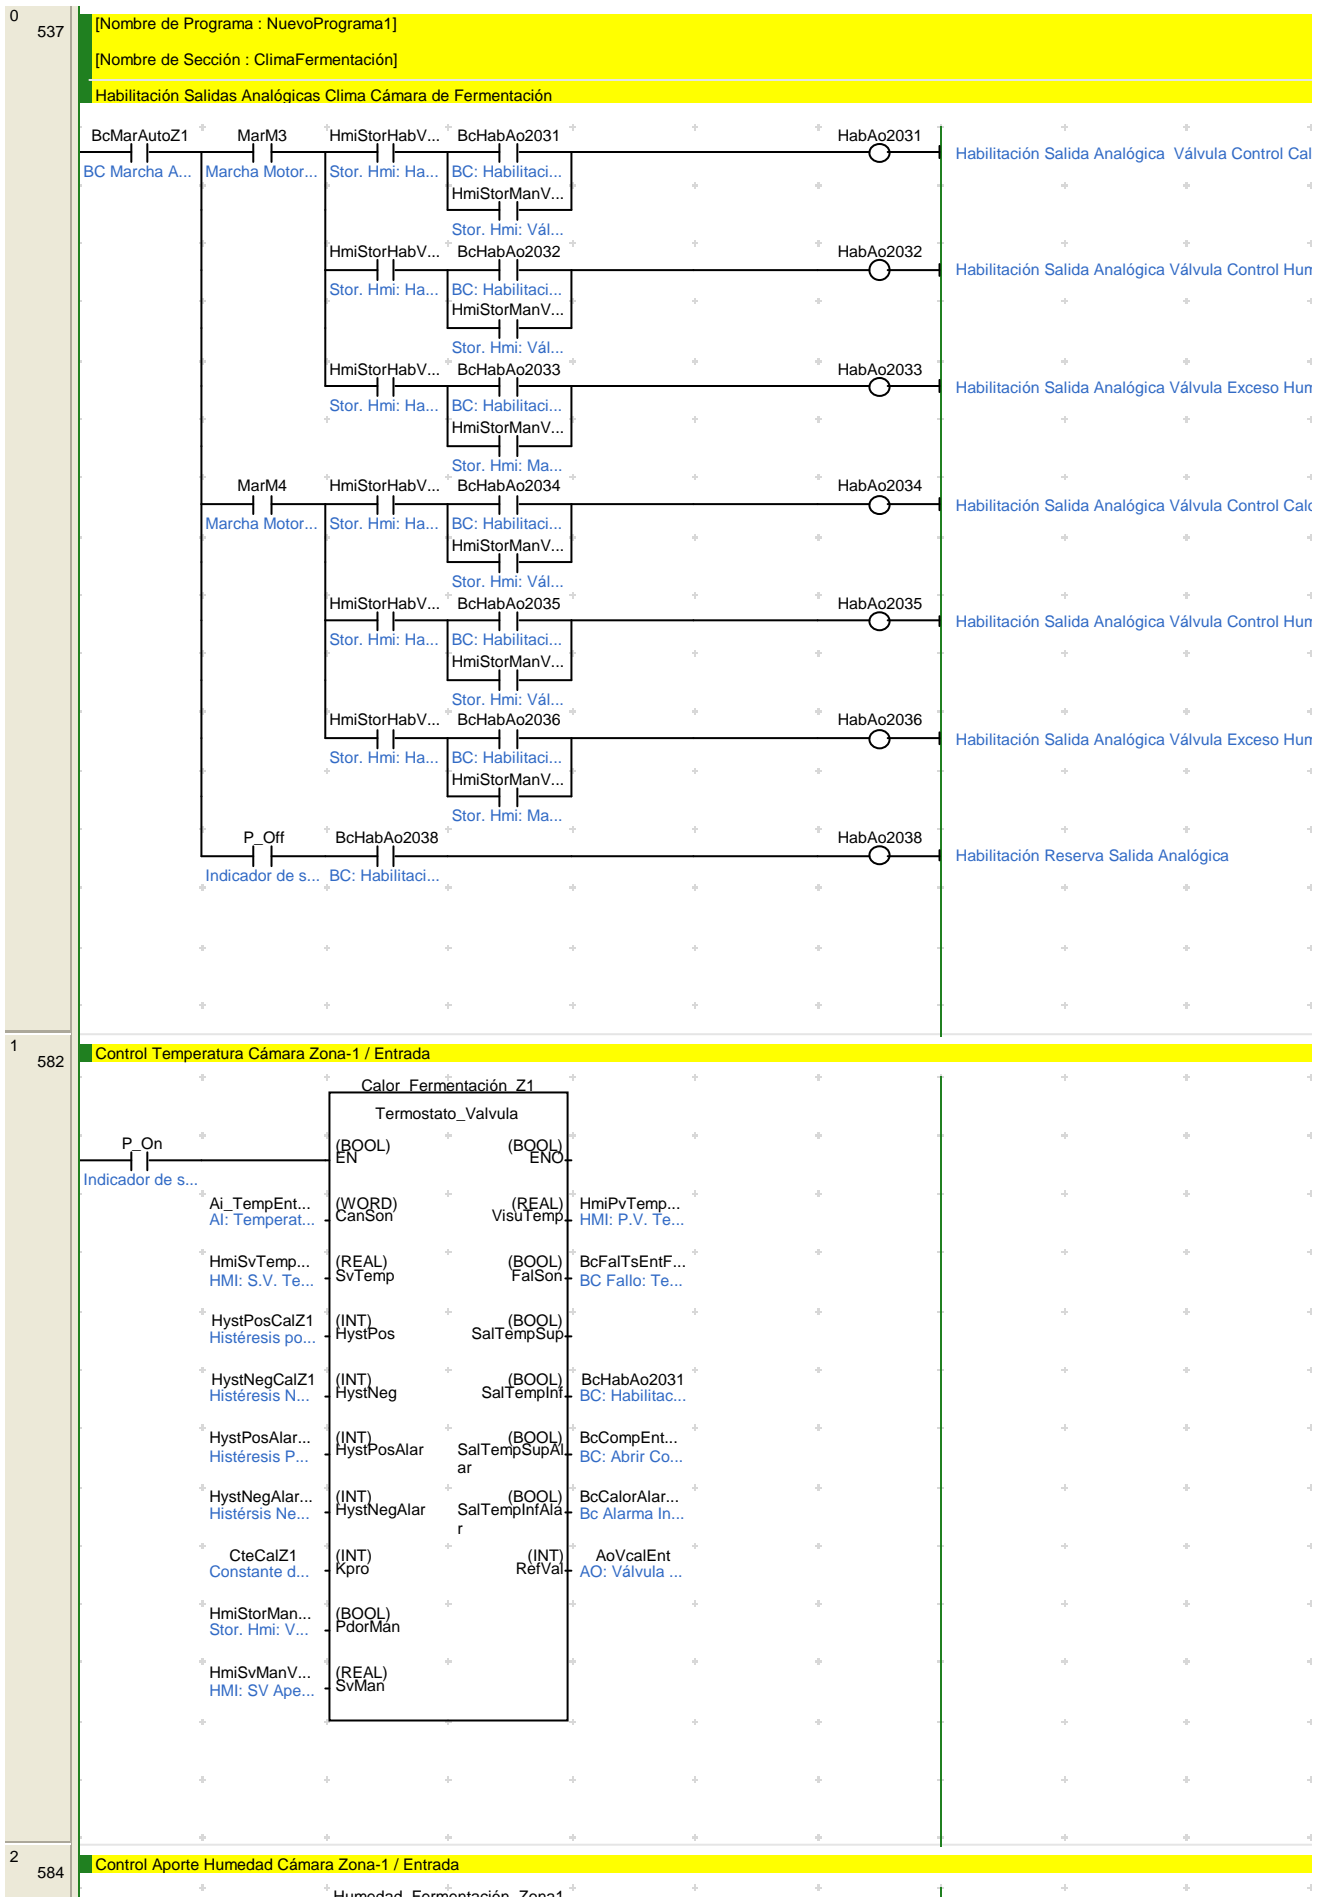 0
537
[Nombre de Programa : NuevoPrograma1]
[Nombre de Sección : ClimaFermentación]
Habilitación Salidas Analógicas Clima Cámara de Fermentación
BcMarAutoZ1 MarM3 HmiStorHabV... BcHabAo2031 HabAo2031
BC Marcha A... Marcha Motor... Stor. Hmi: Ha... BC: Habilitaci... Habilitación Salida Analógica Válvula Control Cal
HmiStorManV...
Stor. Hmi: Vál...
HmiStorHabV... BcHabAo2032 HabAo2032
Stor. Hmi: Ha... BC: Habilitaci... Habilitación Salida Analógica Válvula Control Hum
HmiStorManV...
Stor. Hmi: Vál...
HmiStorHabV... BcHabAo2033 HabAo2033
Stor. Hmi: Ha... BC: Habilitaci... Habilitación Salida Analógica Válvula Exceso Hum
HmiStorManV...
Stor. Hmi: Ma...
MarM4 HmiStorHabV... BcHabAo2034 HabAo2034
Marcha Motor... Stor. Hmi: Ha... BC: Habilitaci... Habilitación Salida Analógica Válvula Control Calo
HmiStorManV...
Stor. Hmi: Vál...
HmiStorHabV... BcHabAo2035 HabAo2035
Stor. Hmi: Ha... BC: Habilitaci... Habilitación Salida Analógica Válvula Control Hum
HmiStorManV...
Stor. Hmi: Vál...
HmiStorHabV... BcHabAo2036 HabAo2036
Stor. Hmi: Ha... BC: Habilitaci... Habilitación Salida Analógica Válvula Exceso Hum
HmiStorManV...
Stor. Hmi: Ma...
P_Off BcHabAo2038 HabAo2038
Indicador de s... BC: Habilitaci... Habilitación Reserva Salida Analógica
1
582
Control Temperatura Cámara Zona-1 / Entrada
Calor_Fermentación_Z1
Termostato_Valvula
P_On (BOOL) (BOOL)
EN ENO
Indicador de s...
Ai_TempEnt... (WORD) (REAL) HmiPvTemp...
AI: Temperat... CanSon VisuTemp HMI: P.V. Te...
HmiSvTemp... (REAL) (BOOL) BcFalTsEntF...
HMI: S.V. Te... SvTemp FalSon BC Fallo: Te...
HystPosCalZ1 (INT) (BOOL)
Histéresis po... HystPos SalTempSup
HystNegCalZ1 (INT) (BOOL) BcHabAo2031
Histéresis N... HystNeg SalTempInf BC: Habilitac...
HystPosAlar... (INT) (BOOL) BcCompEnt...
Histéresis P... HystPosAlar SalTempSupAl BC: Abrir Co...
ar
HystNegAlar... (INT) (BOOL) BcCalorAlar...
Histérsis Ne... HystNegAlar SalTempInfAla Bc Alarma In...
r
CteCalZ1 (INT) (INT) AoVcalEnt
Constante d... Kpro RefVal AO: Válvula ...
HmiStorMan... (BOOL)
Stor. Hmi: V... PdorMan
HmiSvManV... (REAL)
HMI: SV Ape... SvMan
2
584
Control Aporte Humedad Cámara Zona-1 / Entrada
Humedad_Fermentación_Zona1